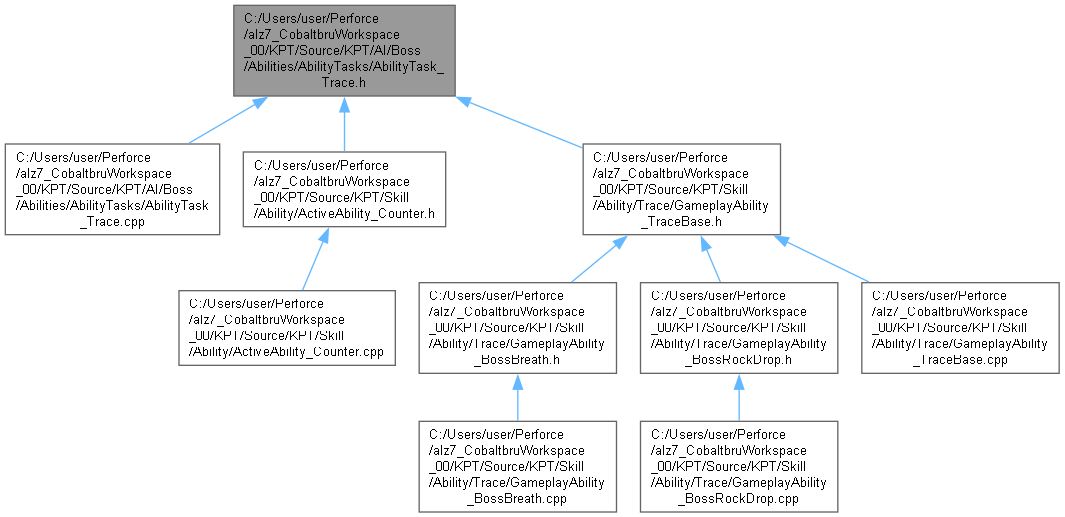 C:/Users/user/Perforce
/alz7_CobaltbruWorkspace
_00/KPT/Source/KPT/AI/Boss
/Abilities/AbilityTasks/AbilityTask_
Trace.h
C:/Users/user/Perforce
/alz7_CobaltbruWorkspace
_00/KPT/Source/KPT/AI/Boss
/Abilities/AbilityTasks/AbilityTask
_Trace.cpp
C:/Users/user/Perforce
/alz7_CobaltbruWorkspace
_00/KPT/Source/KPT/Skill
/Ability/ActiveAbility_Counter.h
C:/Users/user/Perforce
/alz7_CobaltbruWorkspace
_00/KPT/Source/KPT/Skill
/Ability/Trace/GameplayAbility
_TraceBase.h
C:/Users/user/Perforce
/alz7_CobaltbruWorkspace
_00/KPT/Source/KPT/Skill
/Ability/ActiveAbility_Counter.cpp
C:/Users/user/Perforce
/alz7_CobaltbruWorkspace
_00/KPT/Source/KPT/Skill
/Ability/Trace/GameplayAbility
_BossBreath.h
C:/Users/user/Perforce
/alz7_CobaltbruWorkspace
_00/KPT/Source/KPT/Skill
/Ability/Trace/GameplayAbility
_BossRockDrop.h
C:/Users/user/Perforce
/alz7_CobaltbruWorkspace
_00/KPT/Source/KPT/Skill
/Ability/Trace/GameplayAbility
_TraceBase.cpp
C:/Users/user/Perforce
/alz7_CobaltbruWorkspace
_00/KPT/Source/KPT/Skill
/Ability/Trace/GameplayAbility
_BossBreath.cpp
C:/Users/user/Perforce
/alz7_CobaltbruWorkspace
_00/KPT/Source/KPT/Skill
/Ability/Trace/GameplayAbility
_BossRockDrop.cpp